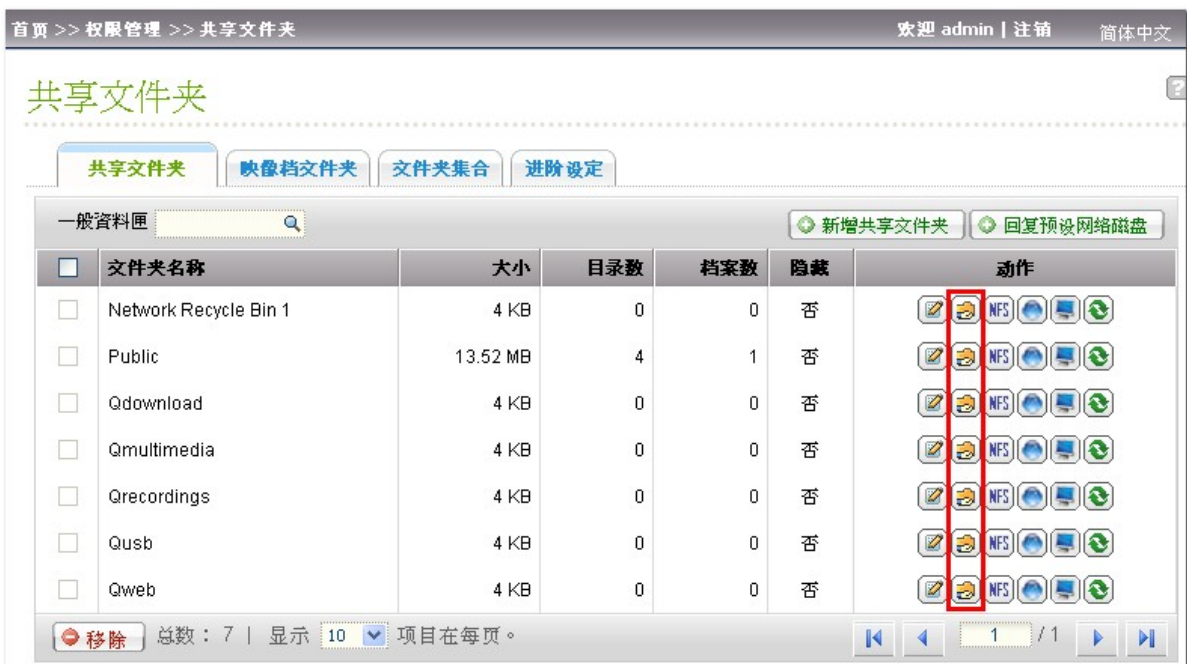 首页 >> 权限管理 >> 共享文件夹 欢迎 admin | 注销 简体中文
共享文件夹 ?
共享文件夹 映像档文件夹 文件夹集合 进阶设定
一般資料匣 新增共享文件夹 回复预设网络磁盘
文件夹名称 大小 目录数 档案数 隐藏 动作
Network Recycle Bin 1 4 KB 0 0 否 NFS
Public 13.52 MB 4 1 否 NFS
Qdownload 4 KB 0 0 否 NFS
Qmultimedia 4 KB 0 0 否 NFS
Qrecordings 4 KB 0 0 否 NFS
Qusb 4 KB 0 0 否 NFS
Qweb 4 KB 0 0 否 NFS
移除 总数：7 | 显示 10 项目在每页。 1 / 1